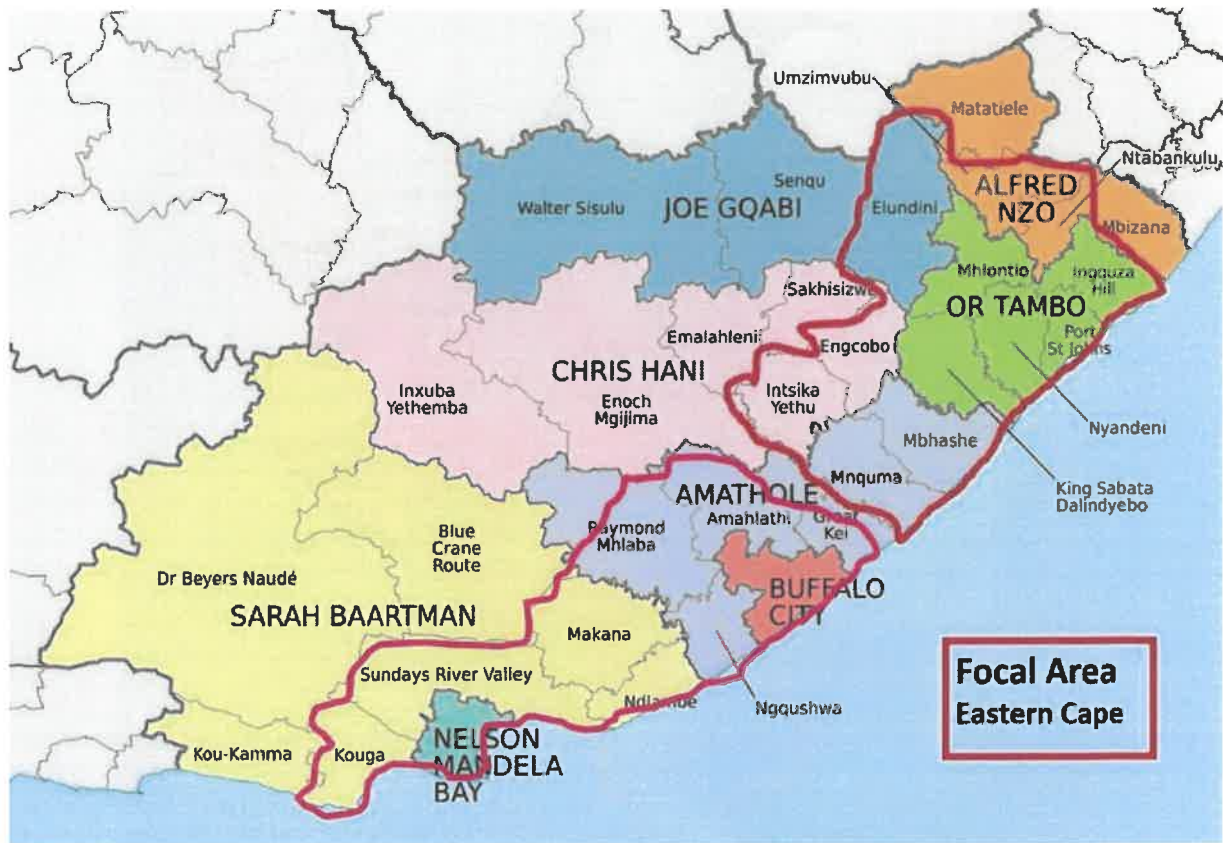 Umzimvubu
Matatiele
Ntabankulu
ALFRED
NZO
Mbizana
Senqu
Walter Sisulu
JOE GQABI
Elundini
Mhlontlo
Ingquza
Hill
OR TAMBO
Port
St Johns
Nyandeni
King Sabata
Dalindyebo
Sakhisizwe
Emalahleni
Engcobo
CHRIS HANI
Inxuba
Yethemba
Enoch
Mgijima
Intsika
Yethu
Mbhashe
Mnquma
AMATHOLE
Amahlathi
Great
Kei
Raymond
Mhlaba
BUFFALO
CITY
Blue
Crane
Route
Dr Beyers Naudé
SARAH BAARTMAN
Makana
Sundays River Valley
Ndlambe
Ngqushwa
Kou-Kamma
Kouga
NELSON
MANDELA
BAY
Focal Area
Eastern Cape